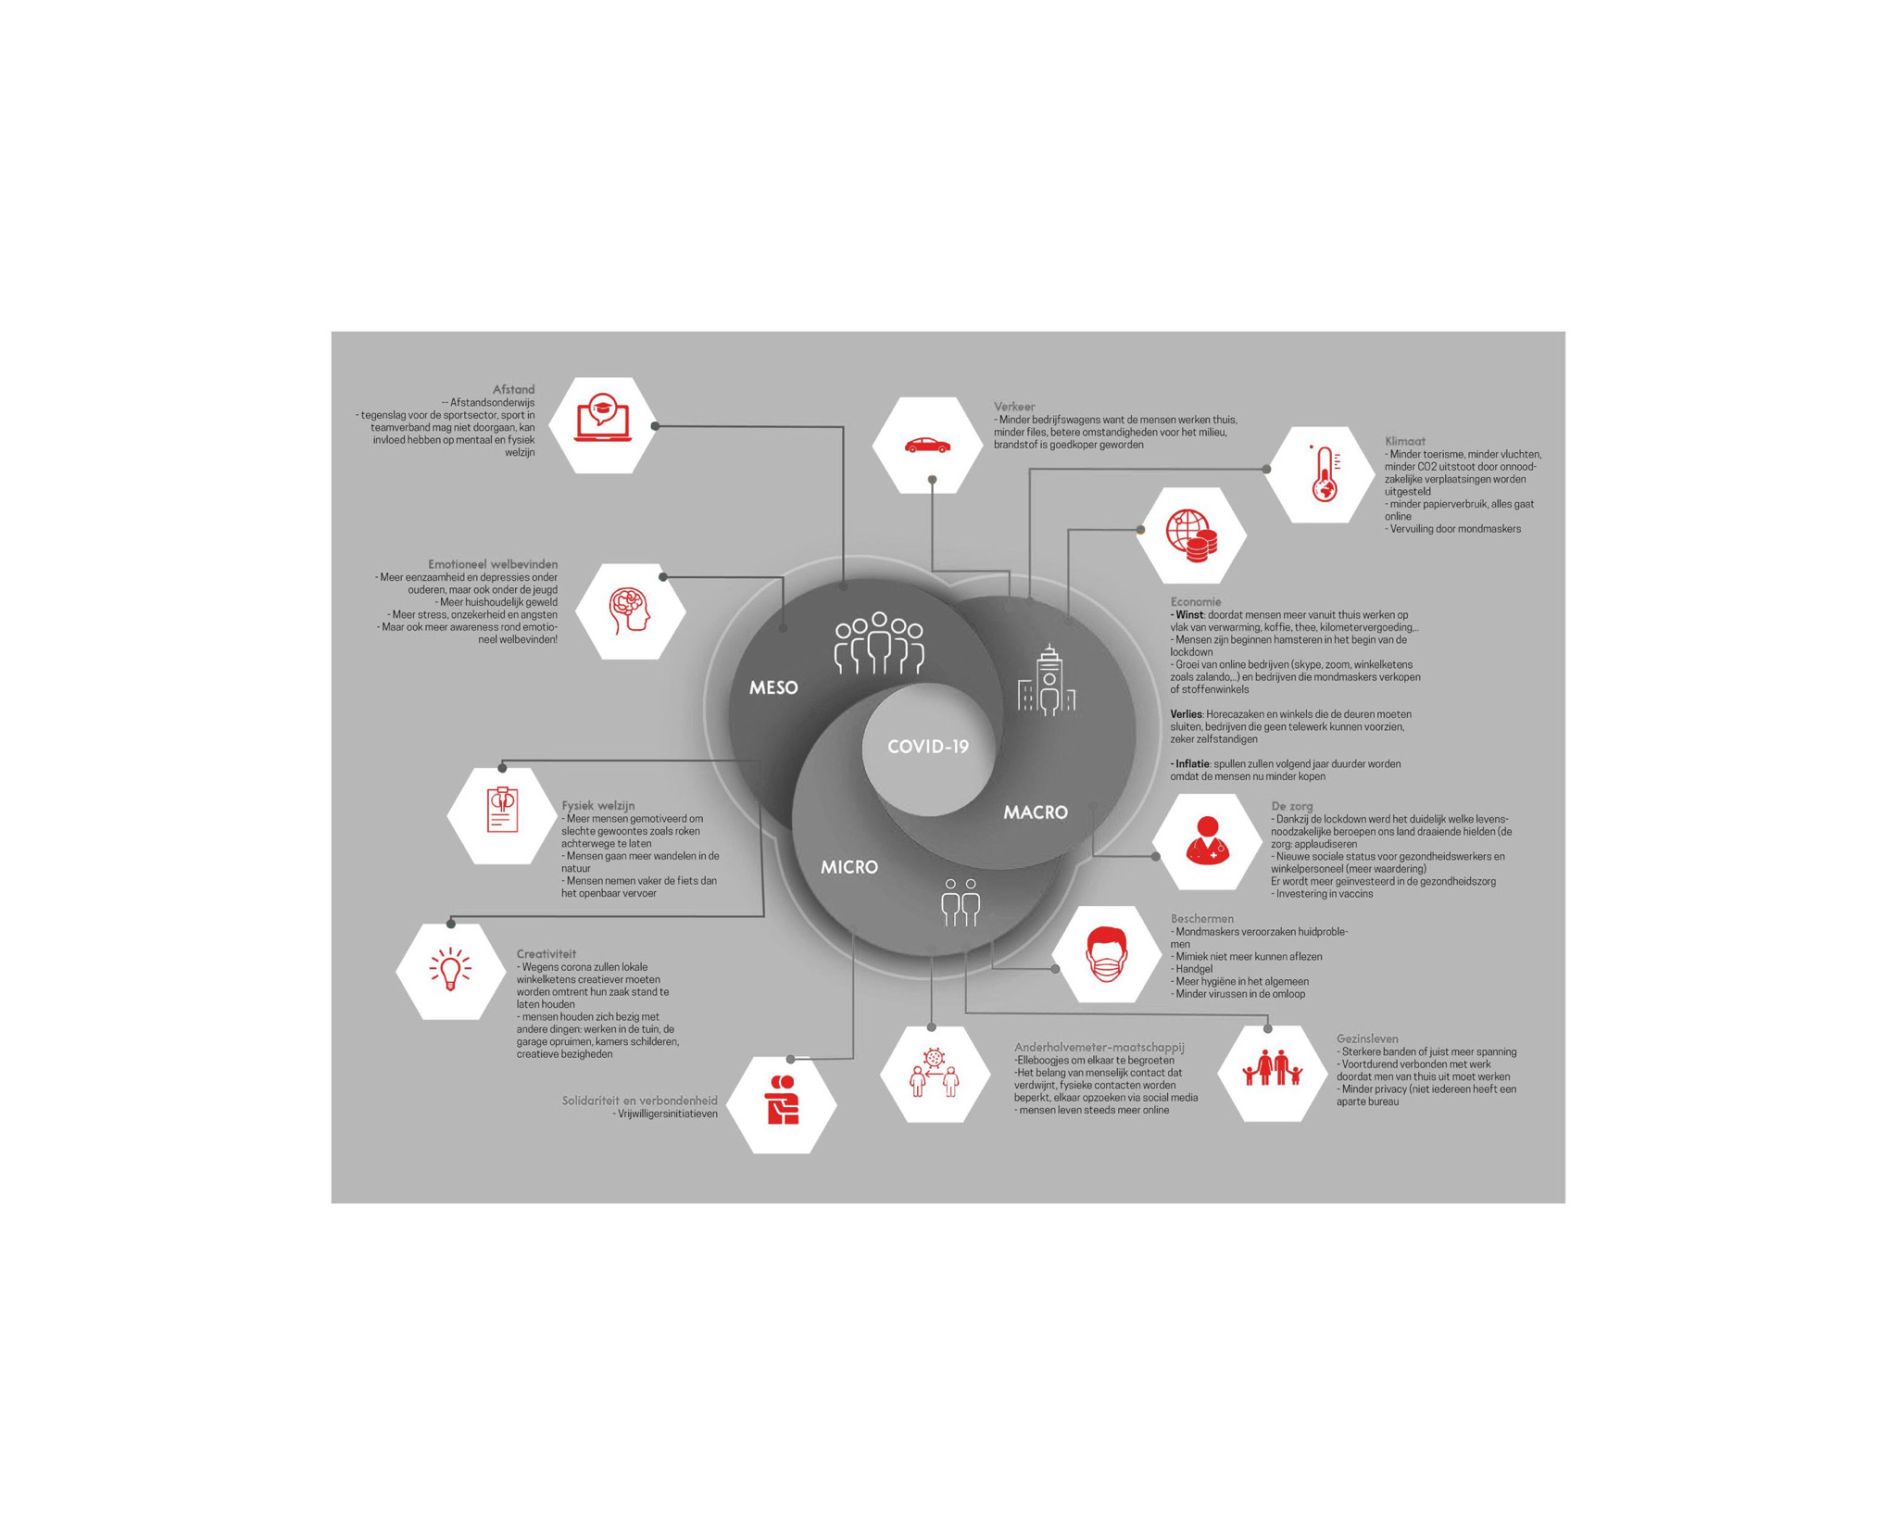 Afstand
-- Afstandsonderwijs
- tegenslag voor de sportsector, sport in
teamverband mag niet doorgaan, kan
invloed hebben op mentaal en fysiek
welzijn
Verkeer
- Minder bedrijfswagens want de mensen werken thuis,
minder files, betere omstandigheden voor het milieu,
brandstof is goedkoper geworden
Klimaat
- Minder toerisme, minder vluchten,
minder CO2 uitstoot door onnood-
zakelijke verplaatsingen worden
uitgesteld
- minder papierverbruik, alles gaat
online
- Vervuiling door mondmaskers
Emotioneel welbevinden
- Meer eenzaamheid en depressies onder
ouderen, maar ook onder de jeugd
- Meer huishoudelijk geweld
- Meer stress, onzekerheid en angsten
- Maar ook meer awareness rond emotio-
neel welbevinden!
Economie
- Winst: doordat mensen meer vanuit thuis werken op
vlak van verwarming, koffie, thee, kilometervergoeding,..
- Mensen zijn beginnen hamsteren in het begin van de
lockdown
- Groei van online bedrijven (skype, zoom, winkelketens
zoals zalando,..) en bedrijven die mondmaskers verkopen
of stoffenwinkels
Verlies: Horecazaken en winkels die de deuren moeten
sluiten, bedrijven die geen telewerk kunnen voorzien,
zeker zelfstandigen
- Inflatie: spullen zullen volgend jaar duurder worden
omdat de mensen nu minder kopen
MESO
COVID-19
MACRO
MICRO
Fysiek welzijn
- Meer mensen gemotiveerd om
slechte gewoontes zoals roken
achterwege te laten
- Mensen gaan meer wandelen in de
natuur
- Mensen nemen vaker de fiets dan
het openbaar vervoer
De zorg
- Dankzij de lockdown werd het duidelijk welke levens-
noodzakelijke beroepen ons land draaiende hielden (de
zorg: applaudiseren
- Nieuwe sociale status voor gezondheidswerkers en
winkelpersoneel (meer waardering)
Er wordt meer geïnvesteerd in de gezondheidszorg
- Investering in vaccins
Beschermen
- Mondmaskers veroorzaken huidproble-
men
- Mimiek niet meer kunnen aflezen
- Handgel
- Meer hygiëne in het algemeen
- Minder virussen in de omloop
Creativiteit
- Wegens corona zullen lokale
winkelketens creatiever moeten
worden omtrent hun zaak stand te
laten houden
- mensen houden zich bezig met
andere dingen: werken in de tuin, de
garage opruimen, kamers schilderen,
creatieve bezigheden
Solidariteit en verbondenheid
- Vrijwilligersinitiatieven
Anderhalvemeter-maatschappij
-Elleboogjes om elkaar te begroeten
-Het belang van menselijk contact dat
verdwijnt, fysieke contacten worden
beperkt, elkaar opzoeken via social media
- mensen leven steeds meer online
Gezinsleven
- Sterkere banden of juist meer spanning
- Voortdurend verbonden met werk
doordat men van thuis uit moet werken
- Minder privacy (niet iedereen heeft een
aparte bureau